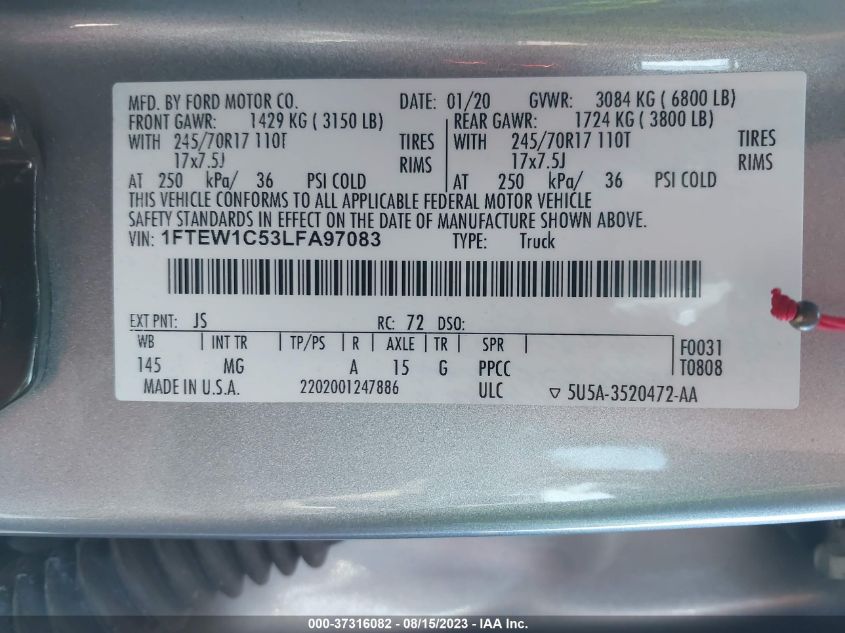 MFD. BY FORD MOTOR CO. DATE: 01/20 GVWR: 3084 KG ( 6800 LB)
FRONT GAWR: 1429 KG ( 3150 LB) REAR GAWR: 1724 KG ( 3800 LB)
WITH 245/70R17 110T TIRES WITH 245/70R17 110T TIRES
17x7.5J RIMS 17x7.5J RIMS
AT 250 kPa/ 36 PSI COLD AT 250 kPa/ 36 PSI COLD
THIS VEHICLE CONFORMS TO ALL APPLICABLE FEDERAL MOTOR VEHICLE
SAFETY STANDARDS IN EFFECT ON THE DATE OF MANUFACTURE SHOWN ABOVE.
VIN: 1FTEW1C53LFA97083 TYPE: Truck
EXT PNT: JS RC: 72 DSO:
WB INT TR TP/PS R AXLE TR SPR F0031
145 MG A 15 G PPCC T0808
MADE IN U.S.A. 2202001247886 ULC ▽ 5U5A-3520472-AA
000-37316082 - 08/15/2023 - IAA Inc.